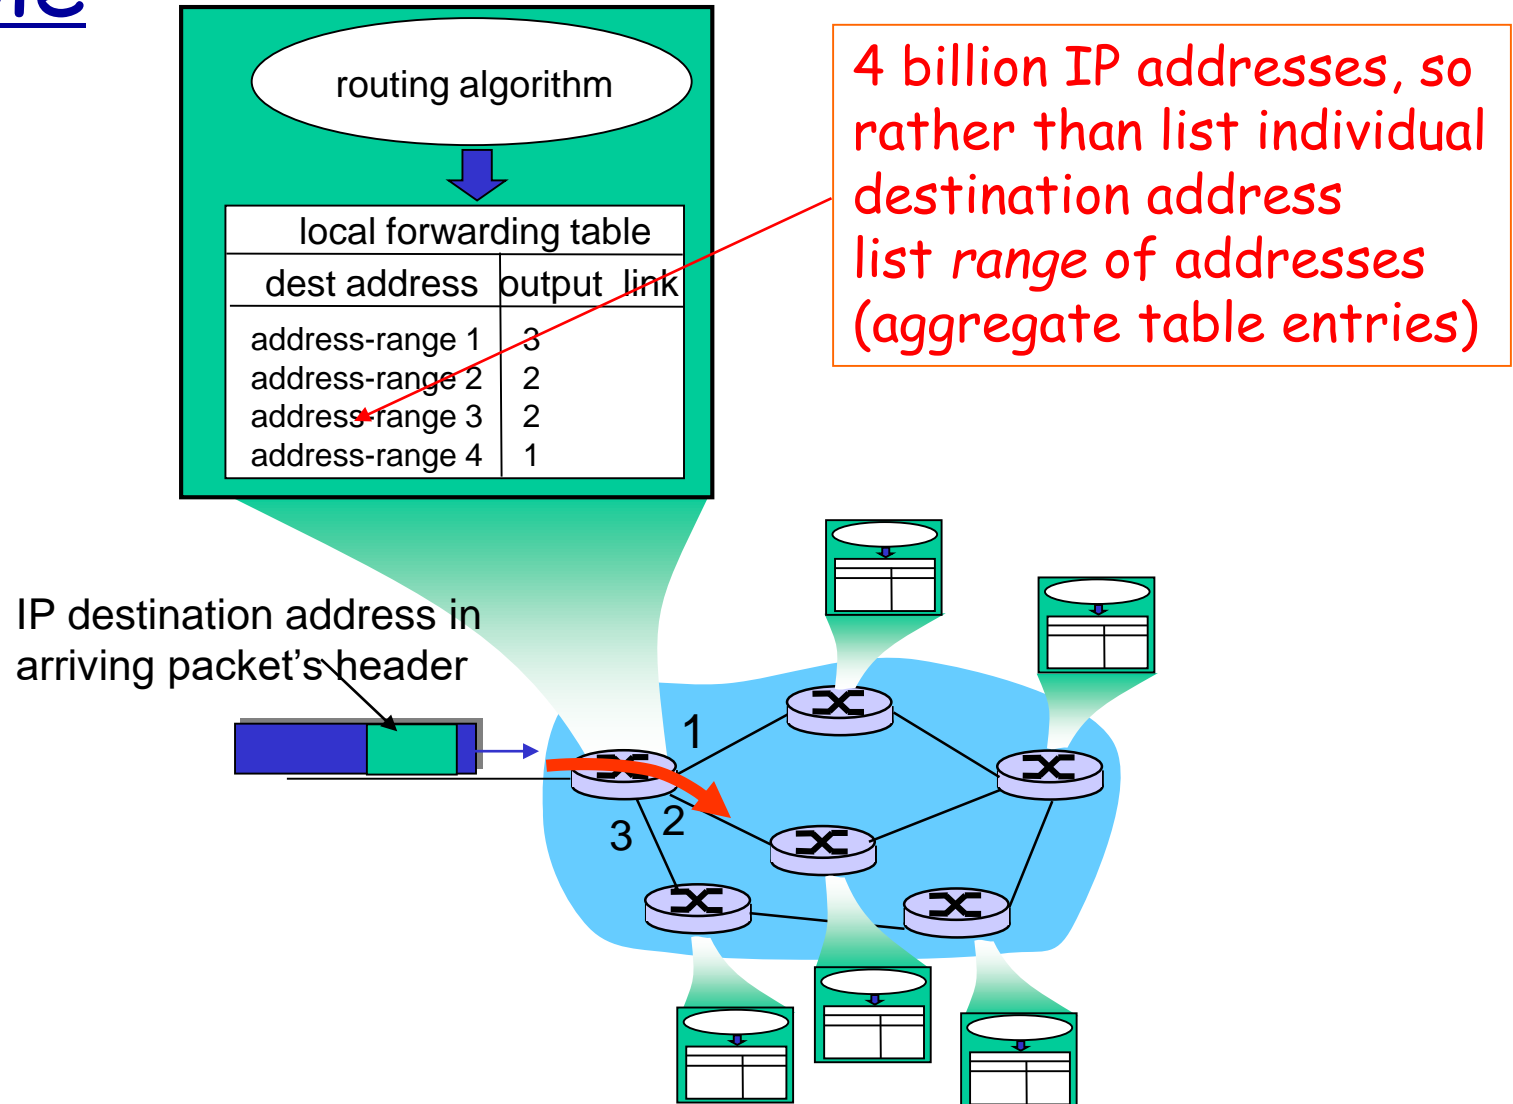 routing algorithm
local forwarding table
dest address output link
address-range 1 3
address-range 2 2
address-range 3 2
address-range 4 1
4 billion IP addresses, so
rather than list individual
destination address
list range of addresses
(aggregate table entries)
IP destination address in
arriving packet's header
1
2
3